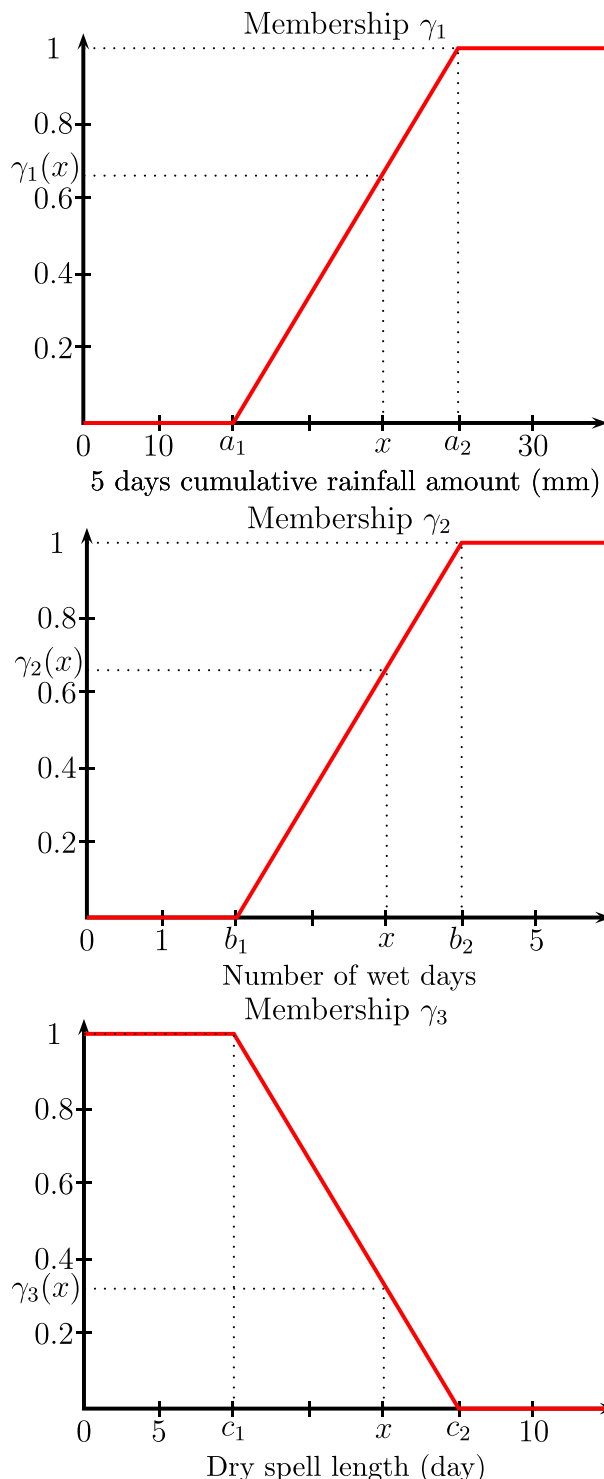 Membership γ₁
1
0.8
γ₁(x)
0.6
0.4
0.2
0 10 a₁ x a₂ 30
5 days cumulative rainfall amount (mm)
Membership γ₂
1
0.8
γ₂(x)
0.6
0.4
0.2
0 1 b₁ x b₂ 5
Number of wet days
Membership γ₃
1
0.8
0.6
0.4
γ₃(x)
0.2
0 5 c₁ x c₂ 10
Dry spell length (day)